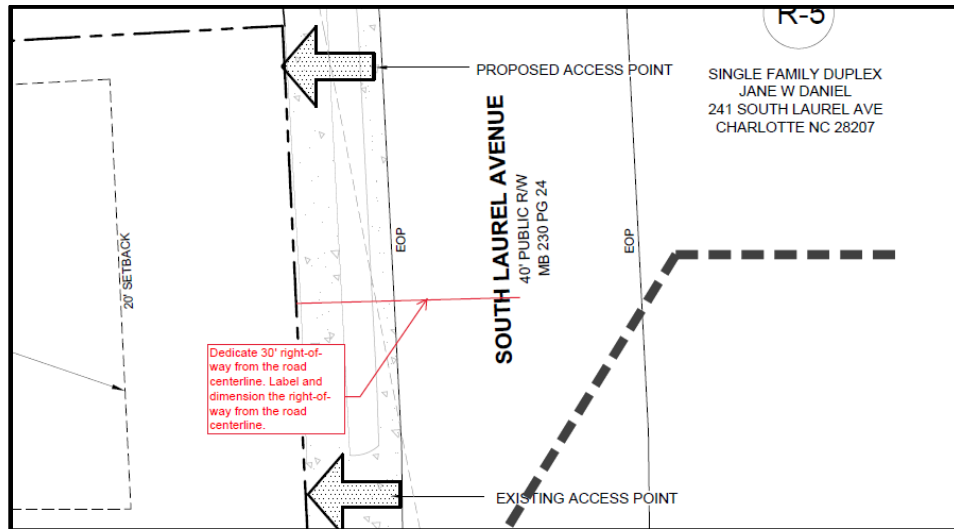 R-5
PROPOSED ACCESS POINT
SINGLE FAMILY DUPLEX
JANE W DANIEL
241 SOUTH LAUREL AVE
CHARLOTTE NC 28207
SOUTH LAUREL AVENUE
40' PUBLIC R/W
MB 230 PG 24
EOP
EOP
20' SETBACK
Dedicate 30' right-of-
way from the road
centerline. Label and
dimension the right-of-
way from the road
centerline.
EXISTING ACCESS POINT